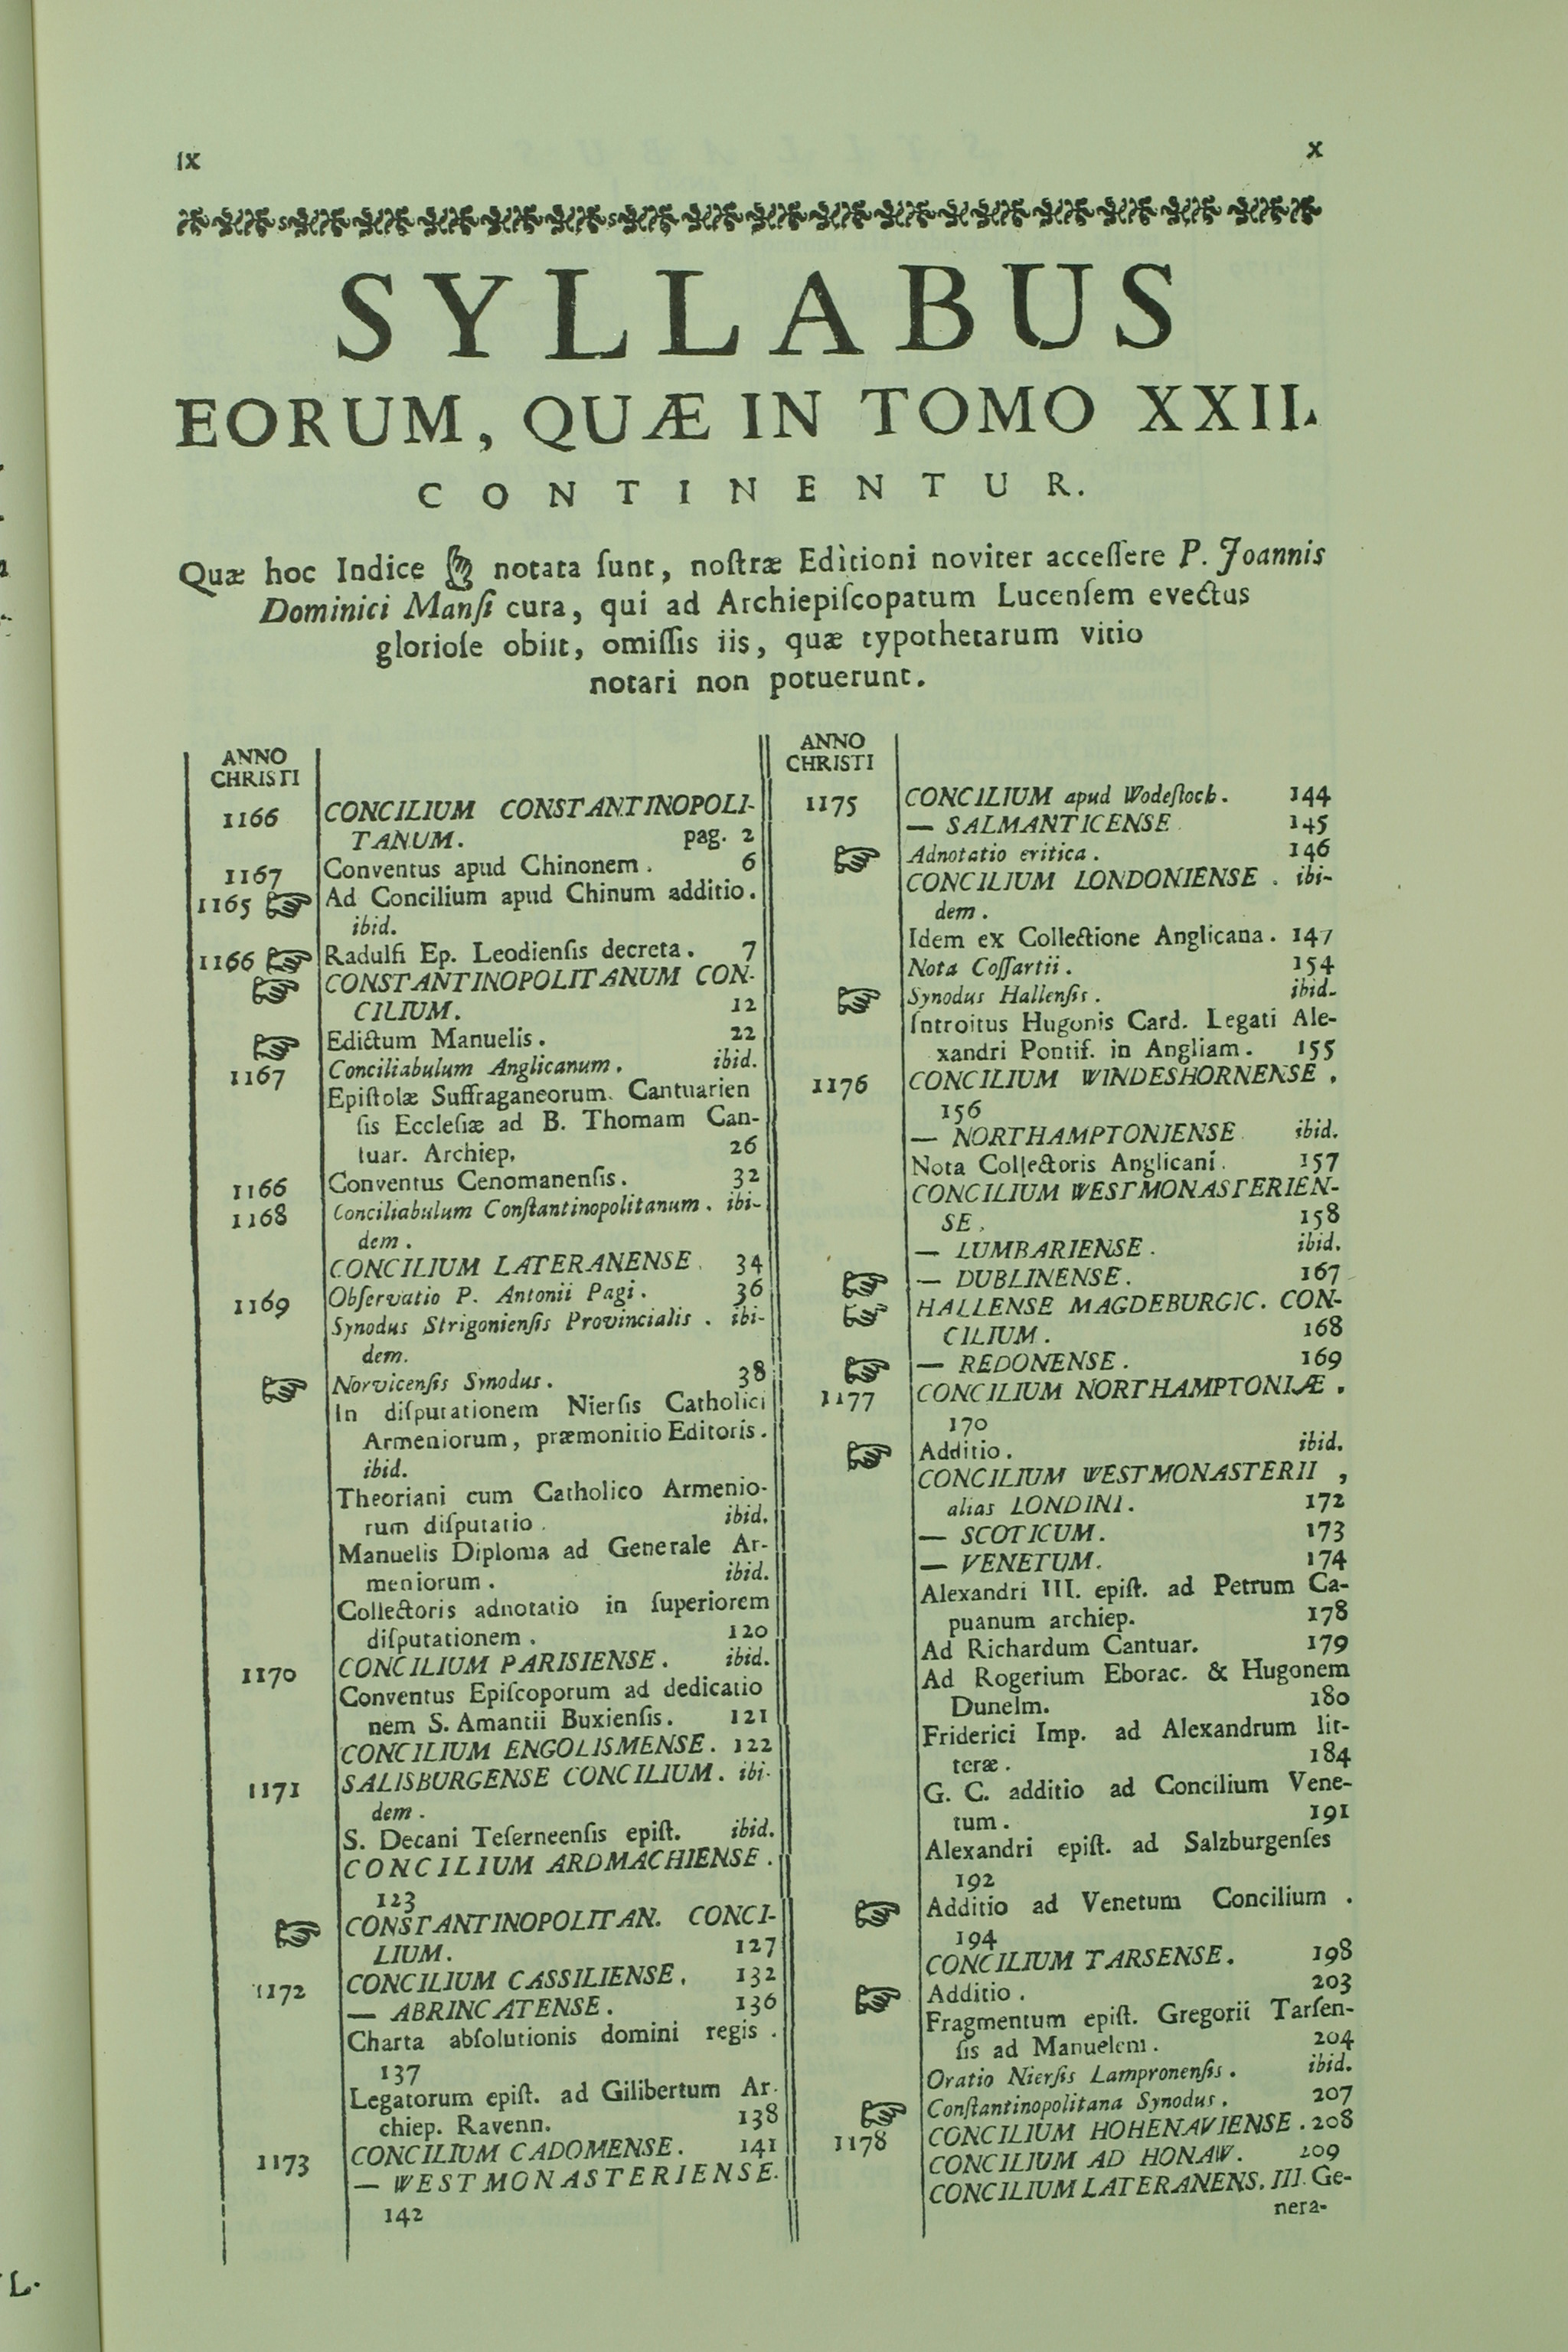 IX
X
SYLLABUS
EORUM, QUÆ IN TOMO XXII.
CONTINENTUR.
Quæ hoc Indice ☞ notata ſunt, noſtræ Editioni noviter acceſſere P. Joannis
Dominici Manſi cura, qui ad Archiepiſcopatum Lucenſem evectus
glorioſe obiit, omiſſis iis, quæ typothetarum vitio
notari non potuerunt.
ANNO
CHRISTI
1166 CONCILIUM CONSTANTINOPOLI-
TANUM. pag. 2
1167 Conventus apud Chinonem. 6
1165 ☞ Ad Concilium apud Chinum additio.
ibid.
1166 ☞ Radulfi Ep. Leodienſis decreta. 7
☞ CONSTANTINOPOLITANUM CON-
CILIUM. 12
☞ Edictum Manuelis. 22
1167 Conciliabulum Anglicanum. ibid.
Epiſtolæ Suffraganeorum Cantuarien
ſis Eccleſiæ ad B. Thomam Can-
tuar. Archiep. 26
1166 Conventus Cenomanenſis. 32
1168 Conciliabulum Conſtantinopolitanum. ibi-
dem.
CONCILIUM LATERANENSE. 34
1169 Obſervatio P. Antonii Pagi. 36
Synodus Strigonienſis Provincialis. ibi-
dem.
☞ Norvicenſis Synodus. 38
In diſputationem Nierſis Catholici
Armeniorum, præmonitio Editoris.
ibid.
Theoriani cum Catholico Armenio-
rum diſputatio. ibid.
Manuelis Diploma ad Generale Ar-
meniorum. ibid.
Collectoris adnotatio in ſuperiorem
diſputationem. 120
1170 CONCILIUM PARISIENSE. ibid.
Conventus Epiſcoporum ad dedicatio
nem S. Amantii Buxienſis. 121
CONCILIUM ENGOLISMENSE. 122
1171 SALISBURGENSE CONCILIUM. ibi-
dem.
S. Decani Teſerneenſis epiſt. ibid.
CONCILIUM ARDMACHIENSE.
123
☞ CONSTANTINOPOLITAN. CONCI-
LIUM. 127
1172 CONCILIUM CASSILIENSE. 132
— ABRINCATENSE. 136
Charta abſolutionis domini regis.
137
Legatorum epiſt. ad Gilibertum Ar-
chiep. Ravenn. 138
1173 CONCILIUM CADOMENSE. 141
— WESTMONASTERIENSE.
142
ANNO
CHRISTI
1175 CONCILIUM apud Wodeſtock. 144
— SALMANTICENSE 145
☞ Adnotatio critica. 146
CONCILIUM LONDONIENSE. ibi-
dem.
Idem ex Collectione Anglicana. 147
Nota Coſſartii. 154
☞ Synodus Hallenſis. ibid.
Introitus Hugonis Card. Legati Ale-
xandri Pontif. in Angliam. 155
1176 CONCILIUM WINDESHORNENSE.
156
— NORTHAMPTONIENSE ibid.
Nota Collectoris Anglicani. 157
CONCILIUM WESTMONASTERIEN-
SE. 158
— LUMBARIENSE. ibid.
☞ — DUBLINENSE. 167
☞ HALLENSE MAGDEBURGIC. CON-
CILIUM. 168
☞ — REDONENSE. 169
1177 CONCILIUM NORTHAMPTONIÆ.
170
☞ Additio. ibid.
CONCILIUM WESTMONASTERII,
alias LONDINI. 172
— SCOTICUM. 173
— VENETUM. 174
Alexandri III. epiſt. ad Petrum Ca-
puanum archiep. 178
Ad Richardum Cantuar. 179
Ad Rogerium Eborac. & Hugonem
Dunelm. 180
Friderici Imp. ad Alexandrum lit-
teræ. 184
G. C. additio ad Concilium Vene-
tum. 191
Alexandri epiſt. ad Salzburgenſes
192
☞ Additio ad Venetum Concilium.
194
CONCILIUM TARSENSE. 198
☞ Additio. 203
Fragmentum epiſt. Gregorii Tarſen-
ſis ad Manuelem. 204
Oratio Nierſis Lampronenſis. ibid.
☞ Conſtantinopolitana Synodus. 207
1178 CONCILIUM HOHENAVIENSE. 208
CONCILIUM AD HONAW. 209
CONCILIUM LATERANENS. III. Ge-
nera-
L.